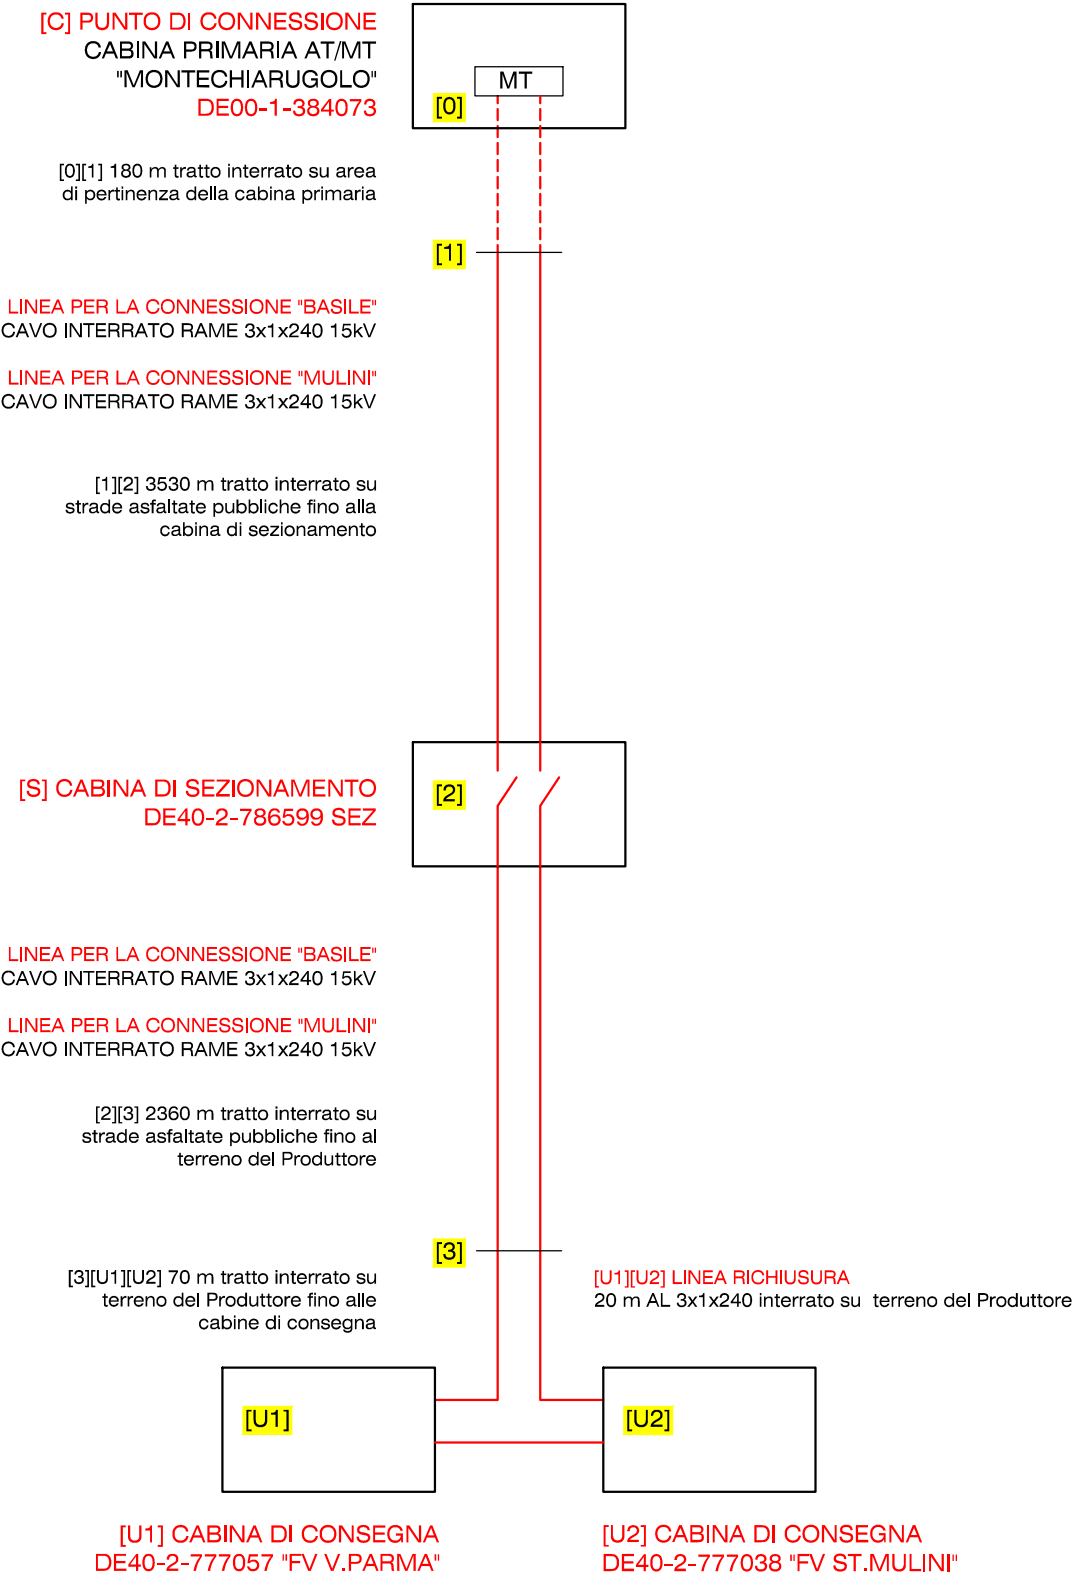 [C] PUNTO DI CONNESSIONE
CABINA PRIMARIA AT/MT
"MONTECHIARUGOLO"
DE00-1-384073
MT
[0]
[0][1] 180 m tratto interrato su area
di pertinenza della cabina primaria
[1]
LINEA PER LA CONNESSIONE "BASILE"
CAVO INTERRATO RAME 3x1x240 15kV
LINEA PER LA CONNESSIONE "MULINI"
CAVO INTERRATO RAME 3x1x240 15kV
[1][2] 3530 m tratto interrato su
strade asfaltate pubbliche fino alla
cabina di sezionamento
[S] CABINA DI SEZIONAMENTO
DE40-2-786599 SEZ
[2]
LINEA PER LA CONNESSIONE "BASILE"
CAVO INTERRATO RAME 3x1x240 15kV
LINEA PER LA CONNESSIONE "MULINI"
CAVO INTERRATO RAME 3x1x240 15kV
[2][3] 2360 m tratto interrato su
strade asfaltate pubbliche fino al
terreno del Produttore
[3]
[3][U1][U2] 70 m tratto interrato su
terreno del Produttore fino alle
cabine di consegna
[U1][U2] LINEA RICHIUSURA
20 m AL 3x1x240 interrato su terreno del Produttore
[U1]
[U2]
[U1] CABINA DI CONSEGNA
DE40-2-777057 "FV V.PARMA"
[U2] CABINA DI CONSEGNA
DE40-2-777038 "FV ST.MULINI"